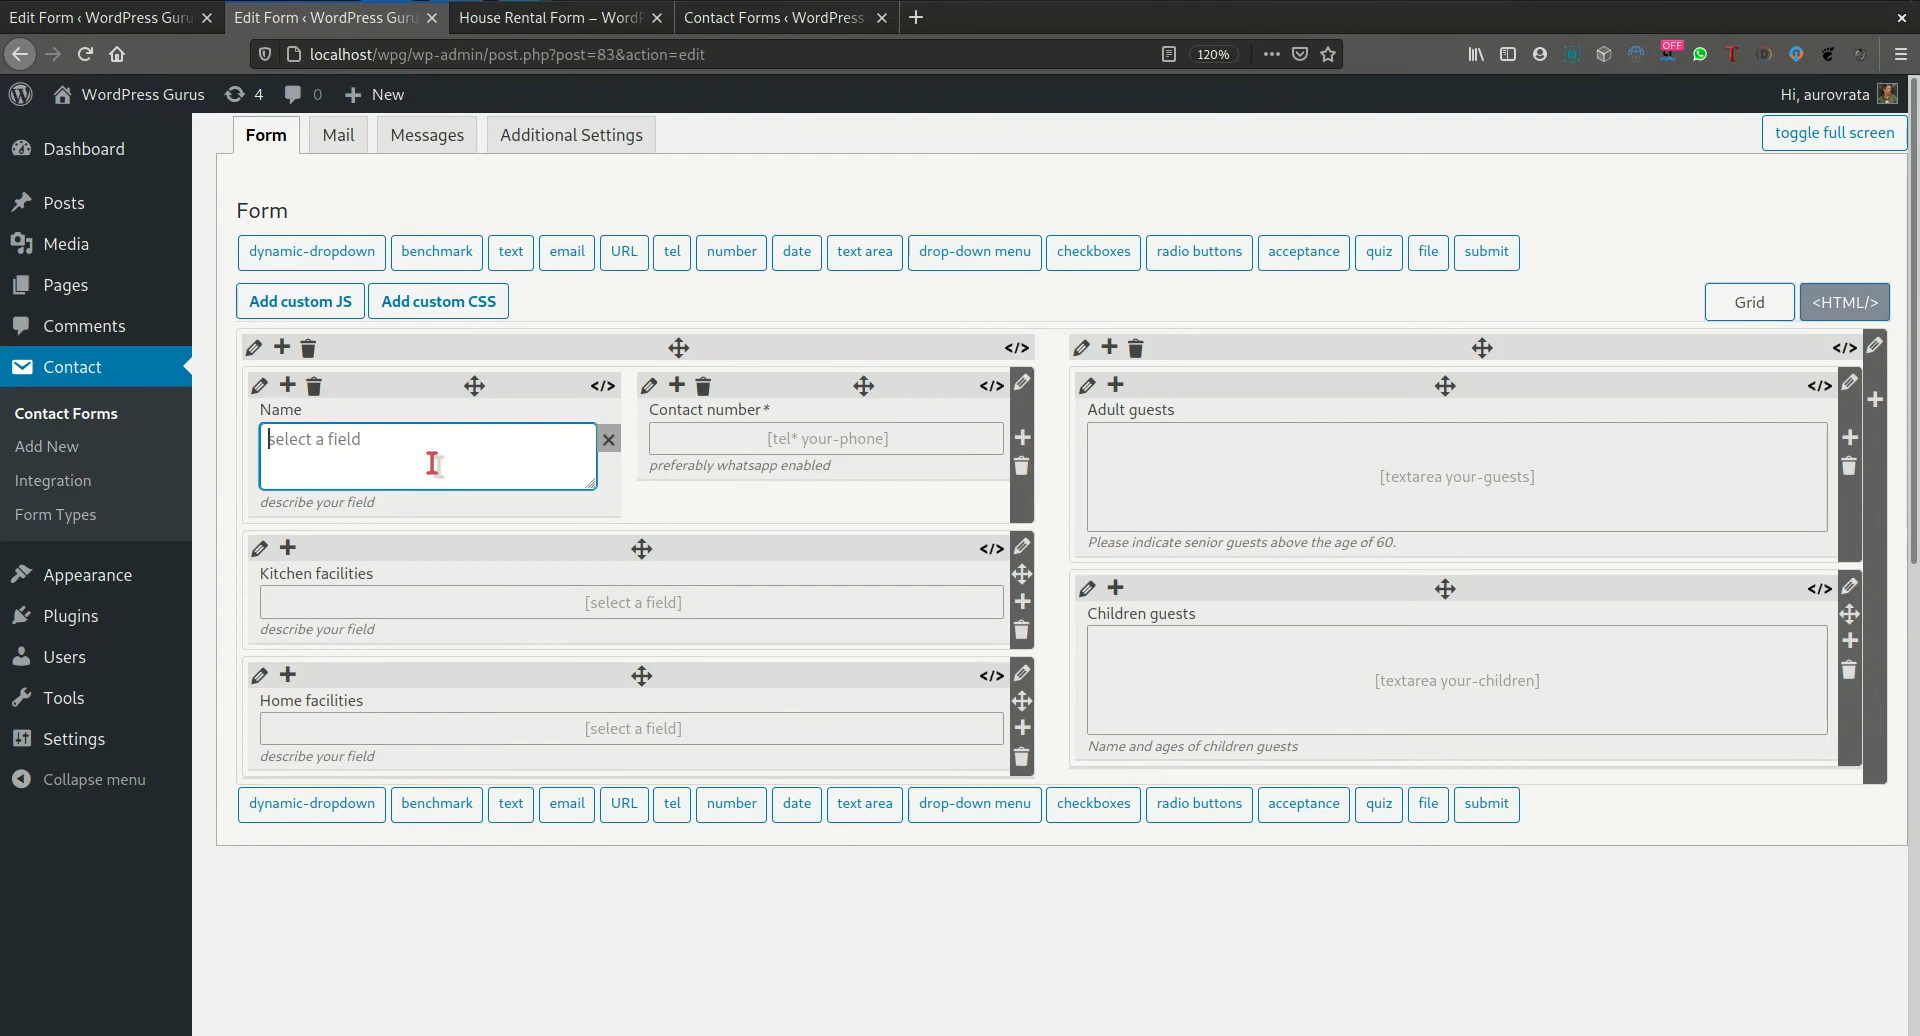 Edit Form ‹ WordPress Guru
Edit Form ‹ WordPress Guru
House Rental Form – WordP
Contact Forms ‹ WordPress
localhost/wpg/wp-admin/post.php?post=83&action=edit
120%
OFF
WordPress Gurus
4
0
New
Hi, aurovrata
Dashboard
Posts
Media
Pages
Comments
Contact
Contact Forms
Add New
Integration
Form Types
Appearance
Plugins
Users
Tools
Settings
Collapse menu
Form
Mail
Messages
Additional Settings
toggle full screen
Form
dynamic-dropdown
benchmark
text
email
URL
tel
number
date
text area
drop-down menu
checkboxes
radio buttons
acceptance
quiz
file
submit
Add custom JS
Add custom CSS
Grid
<HTML/>
</>
</>
</>
</>
</>
Name
select a field
describe your field
Contact number*
[tel* your-phone]
preferably whatsapp enabled
Adult guests
[textarea your-guests]
Please indicate senior guests above the age of 60.
</>
Kitchen facilities
[select a field]
describe your field
</>
Children guests
[textarea your-children]
Name and ages of children guests
</>
Home facilities
[select a field]
describe your field
dynamic-dropdown
benchmark
text
email
URL
tel
number
date
text area
drop-down menu
checkboxes
radio buttons
acceptance
quiz
file
submit